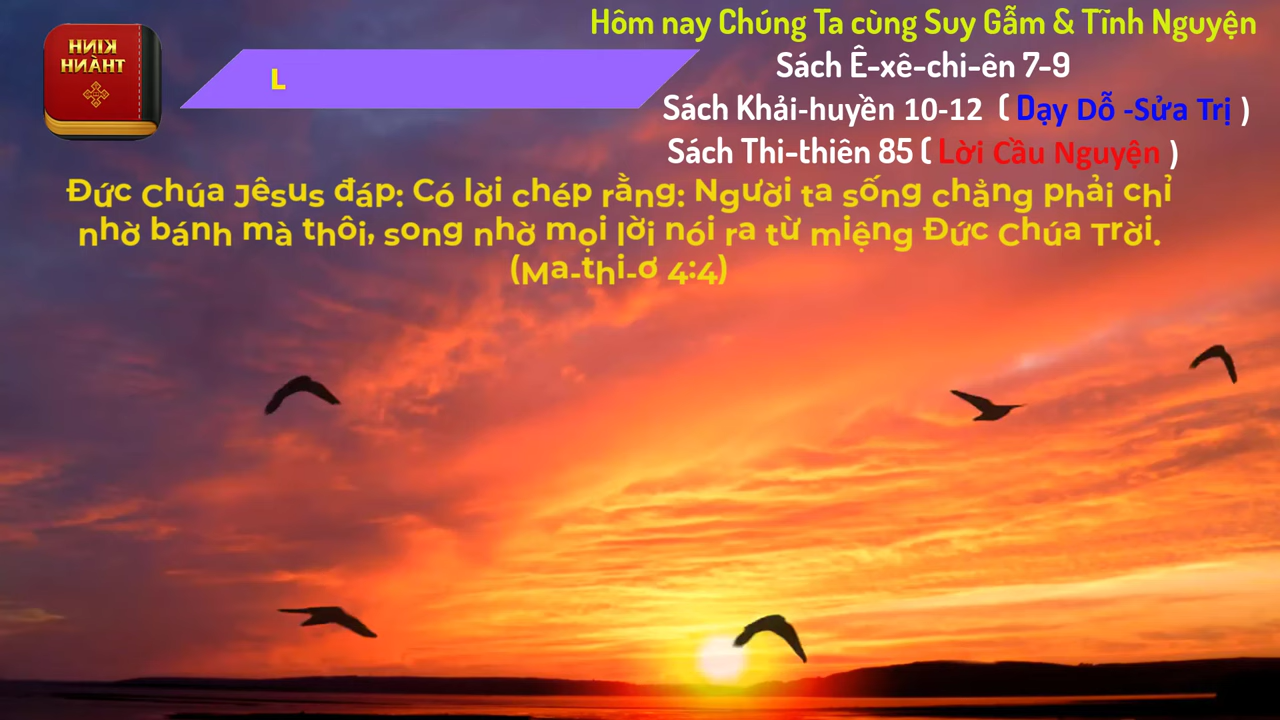 KINH
THÁNH
L
Hôm nay Chúng Ta cùng Suy Gẫm & Tĩnh Nguyện
Sách Ê-xê-chi-ên 7-9
Sách Khải-huyền 10-12 ( Dạy Dỗ -Sửa Trị )
Sách Thi-thiên 85 ( Lời Cầu Nguyện )
Đức Chúa Jêsus đáp: Có lời chép rằng: Người ta sống chẳng phải chỉ
nhờ bánh mà thôi, song nhờ mọi lời nói ra từ miệng Đức Chúa Trời.
(Ma-thi-ơ 4:4)